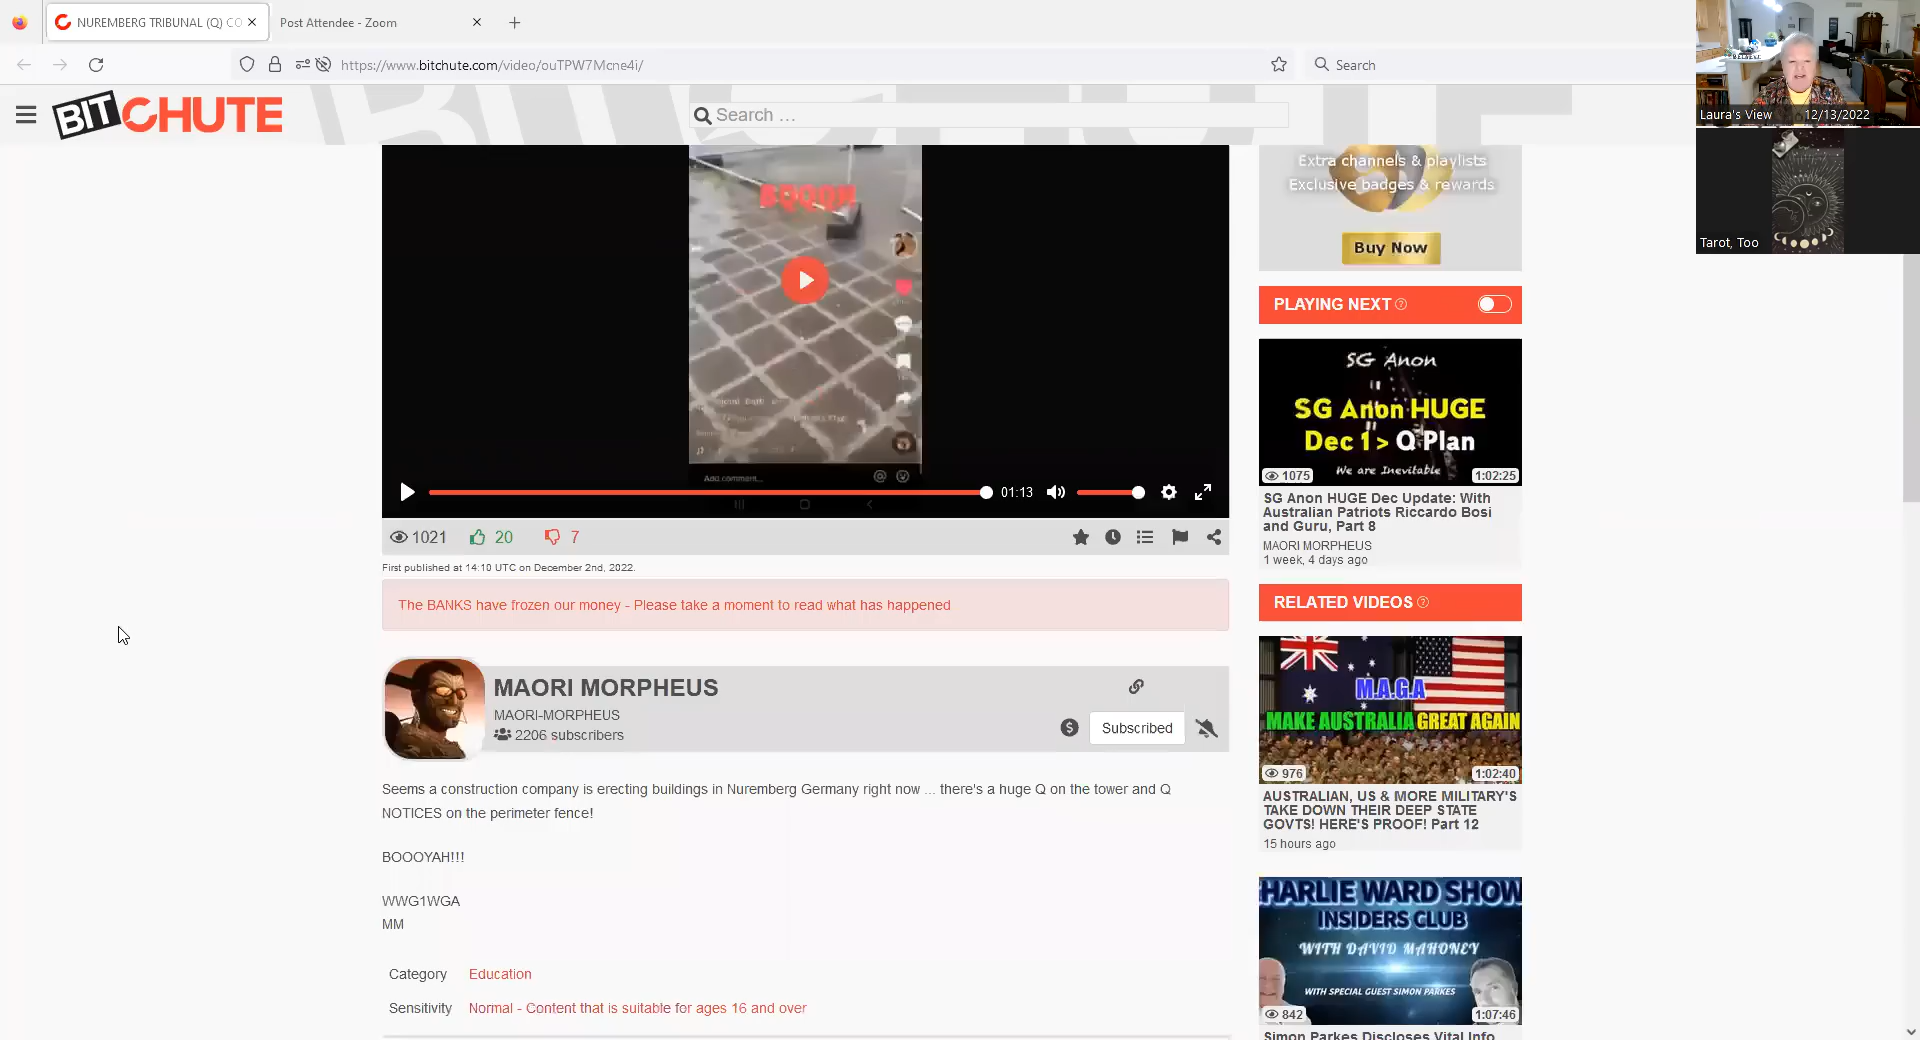 NUREMBERG TRIBUNAL (Q) CO
Post Attendee - Zoom
https://www.bitchute.com/video/ouTPW7Mcne4i/
Search
BITCHUTE
Search ...
Laura's View 12/13/2022
Tarot, Too
Extra channels & playlists
Exclusive badges & rewards
Buy Now
Add comment...
01:13
1021 20 7
First published at 14:10 UTC on December 2nd, 2022.
The BANKS have frozen our money - Please take a moment to read what has happened
MAORI MORPHEUS
MAORI-MORPHEUS
2206 subscribers
Subscribed
Seems a construction company is erecting buildings in Nuremberg Germany right now ... there's a huge Q on the tower and Q
NOTICES on the perimeter fence!
BOOOYAH!!!
WWG1WGA
MM
Category Education
Sensitivity Normal - Content that is suitable for ages 16 and over
PLAYING NEXT
SG Anon
SG Anon HUGE
Dec 1 > Q Plan
We are Inevitable
1075 1:02:25
SG Anon HUGE Dec Update: With
Australian Patriots Riccardo Bosi
and Guru, Part 8
MAORI MORPHEUS
1 week, 4 days ago
RELATED VIDEOS
M.A.G.A
MAKE AUSTRALIA GREAT AGAIN
976 1:02:40
AUSTRALIAN, US & MORE MILITARY'S
TAKE DOWN THEIR DEEP STATE
GOVTS! HERE'S PROOF! Part 12
15 hours ago
HARLIE WARD SHOW
INSIDERS CLUB
WITH DAVID MAHONEY
WITH SPECIAL GUEST SIMON PARKES
842 1:07:46
Simon Parkes Discloses Vital Info